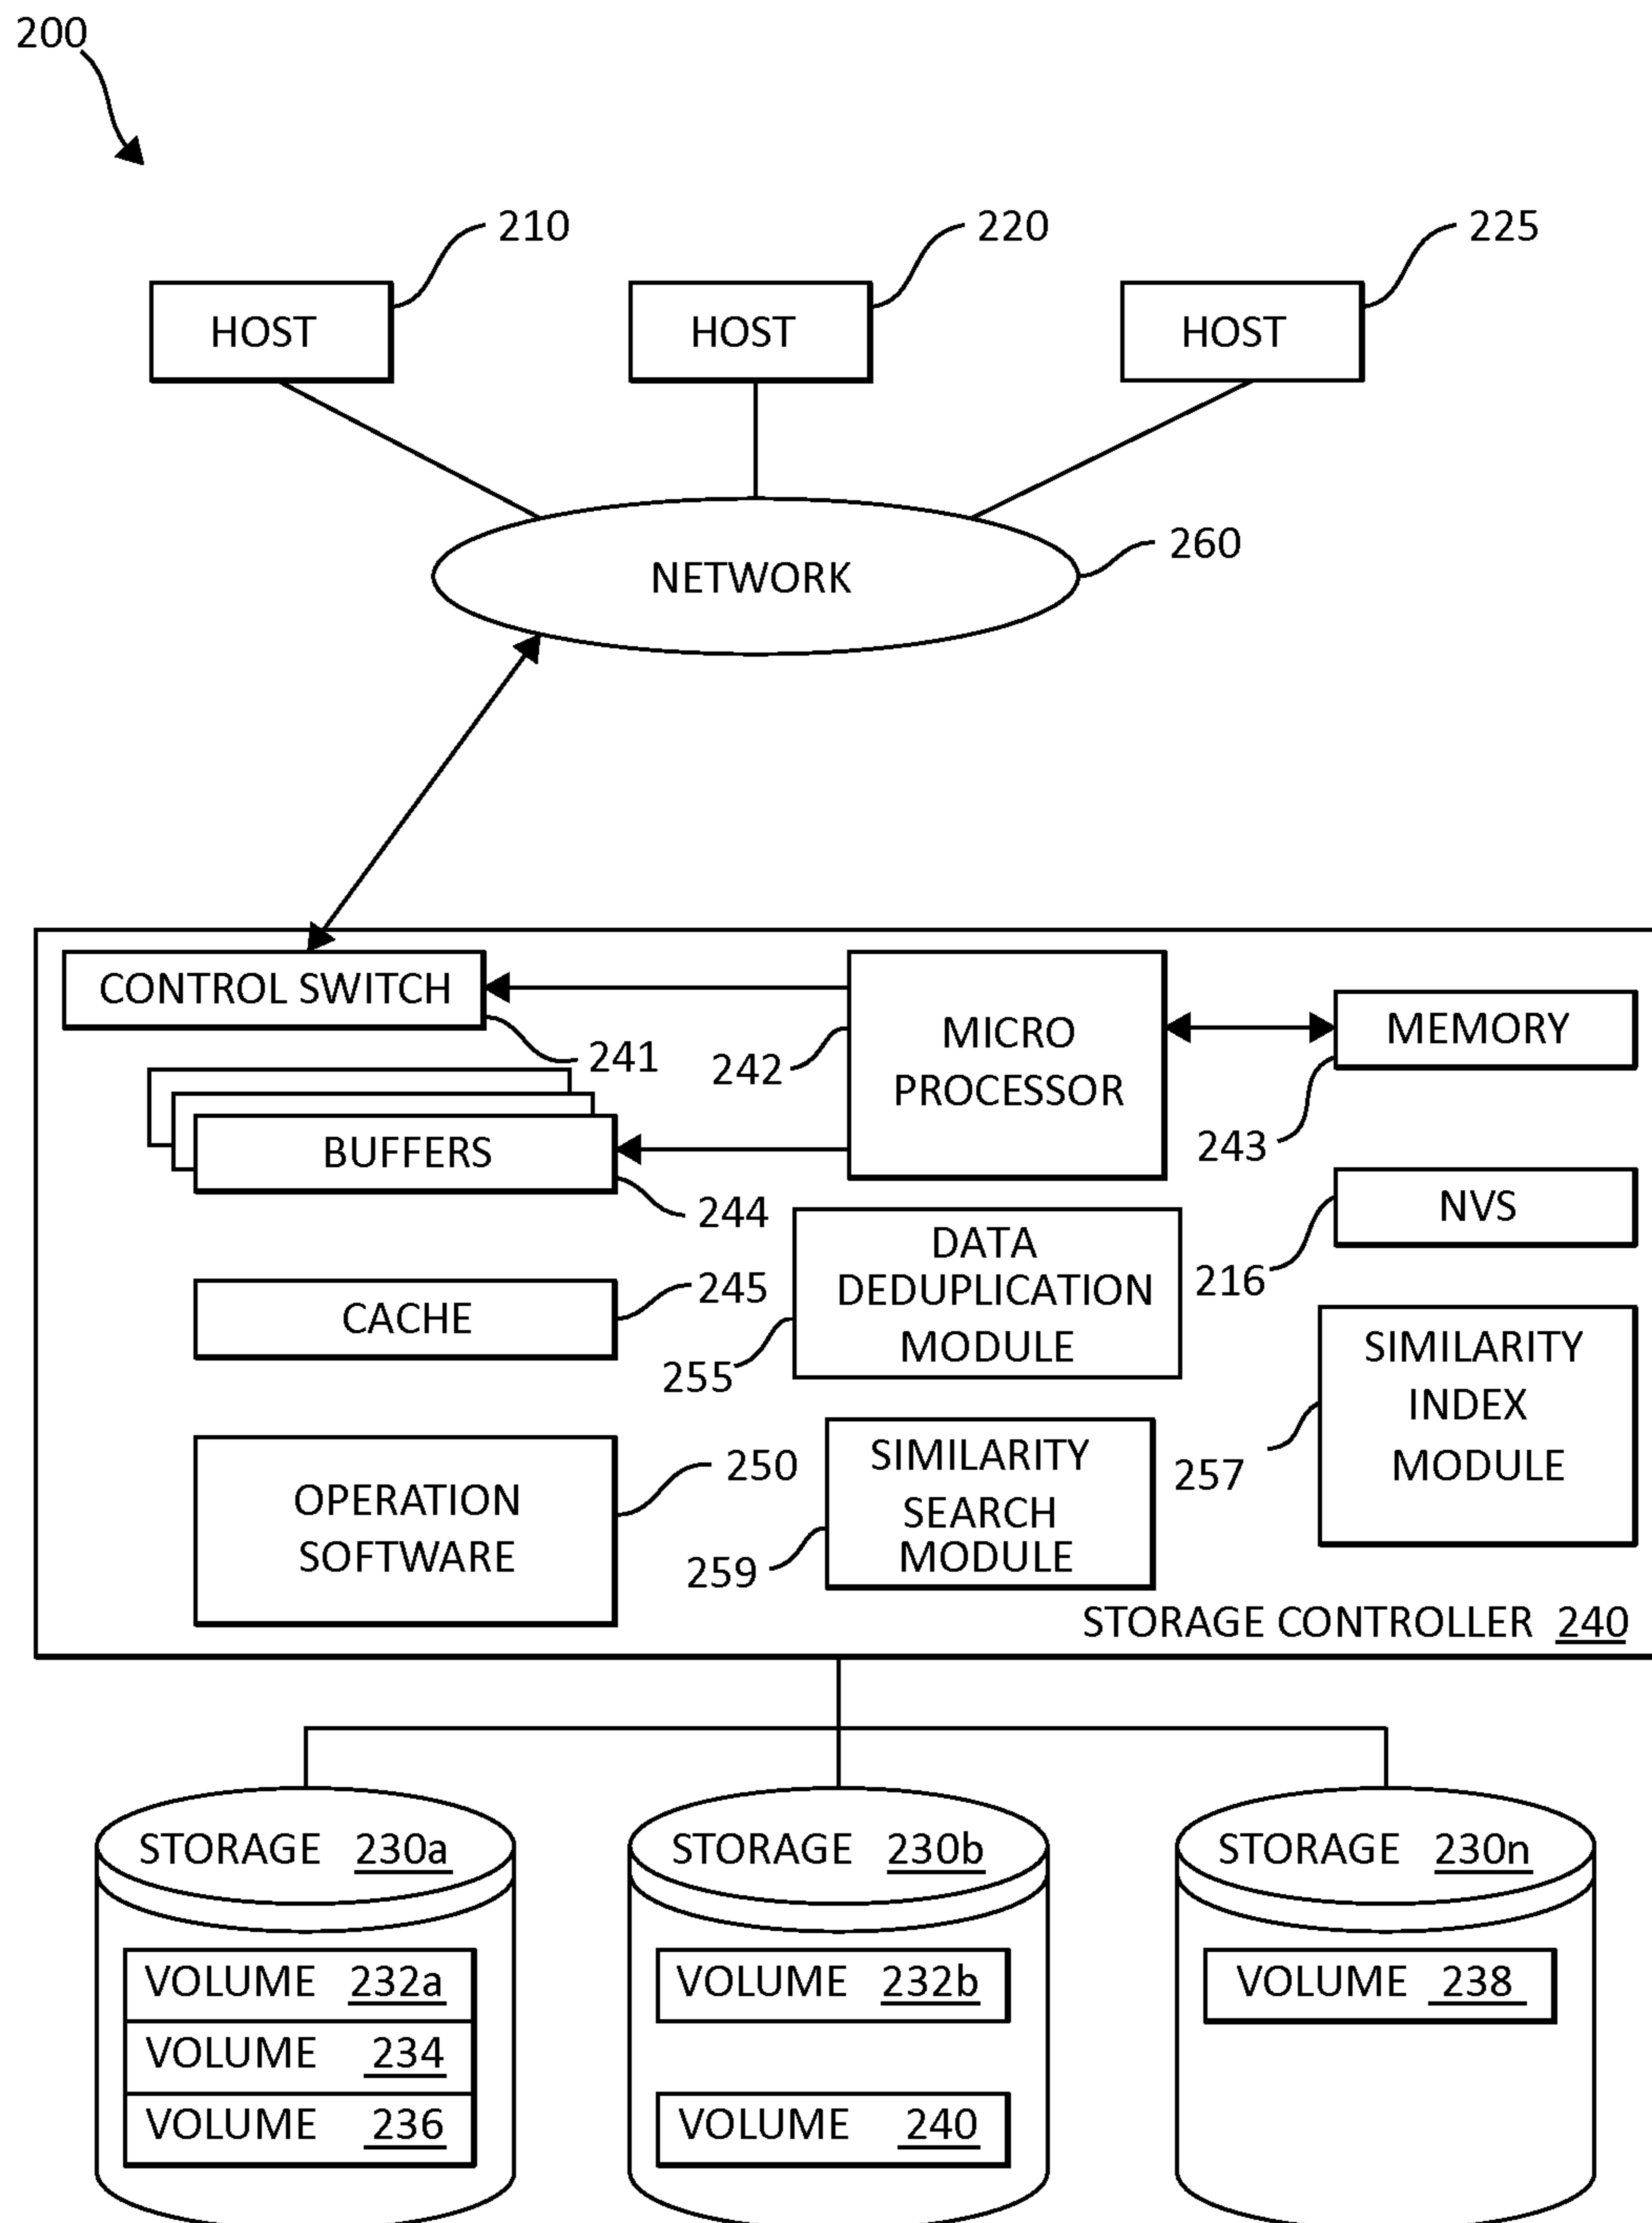 200
210
220
225
HOST
HOST
HOST
260
NETWORK
CONTROL SWITCH
241
242
MICRO
PROCESSOR
MEMORY
243
BUFFERS
244
NVS
216
DATA
DEDUPLICATION
MODULE
255
CACHE
245
SIMILARITY
INDEX
MODULE
257
OPERATION
SOFTWARE
250
SIMILARITY
SEARCH
MODULE
259
STORAGE CONTROLLER 240
STORAGE 230a
VOLUME 232a
VOLUME 234
VOLUME 236
STORAGE 230b
VOLUME 232b
VOLUME 240
STORAGE 230n
VOLUME 238